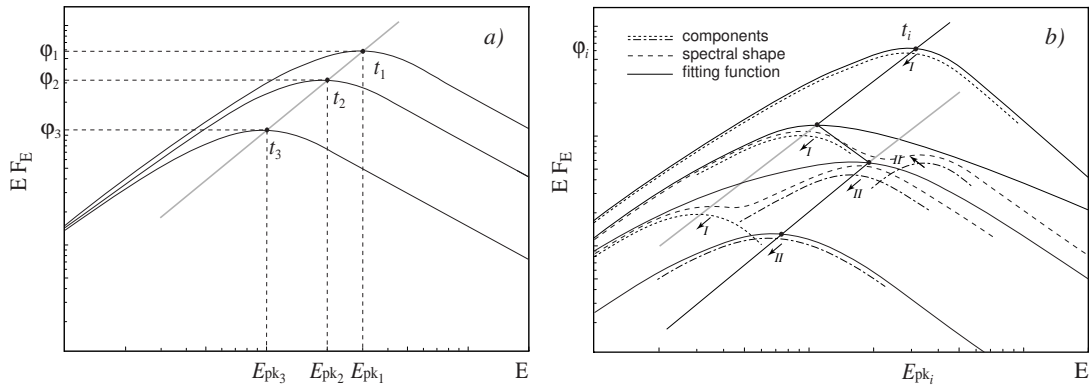 a)
φ1
φ2
φ3
t1
t2
t3
E FE
Epk3
Epk2
Epk1
E
b)
components
spectral shape
fitting function
φi
ti
I
I
II
II
I
II
E FE
Epki
E